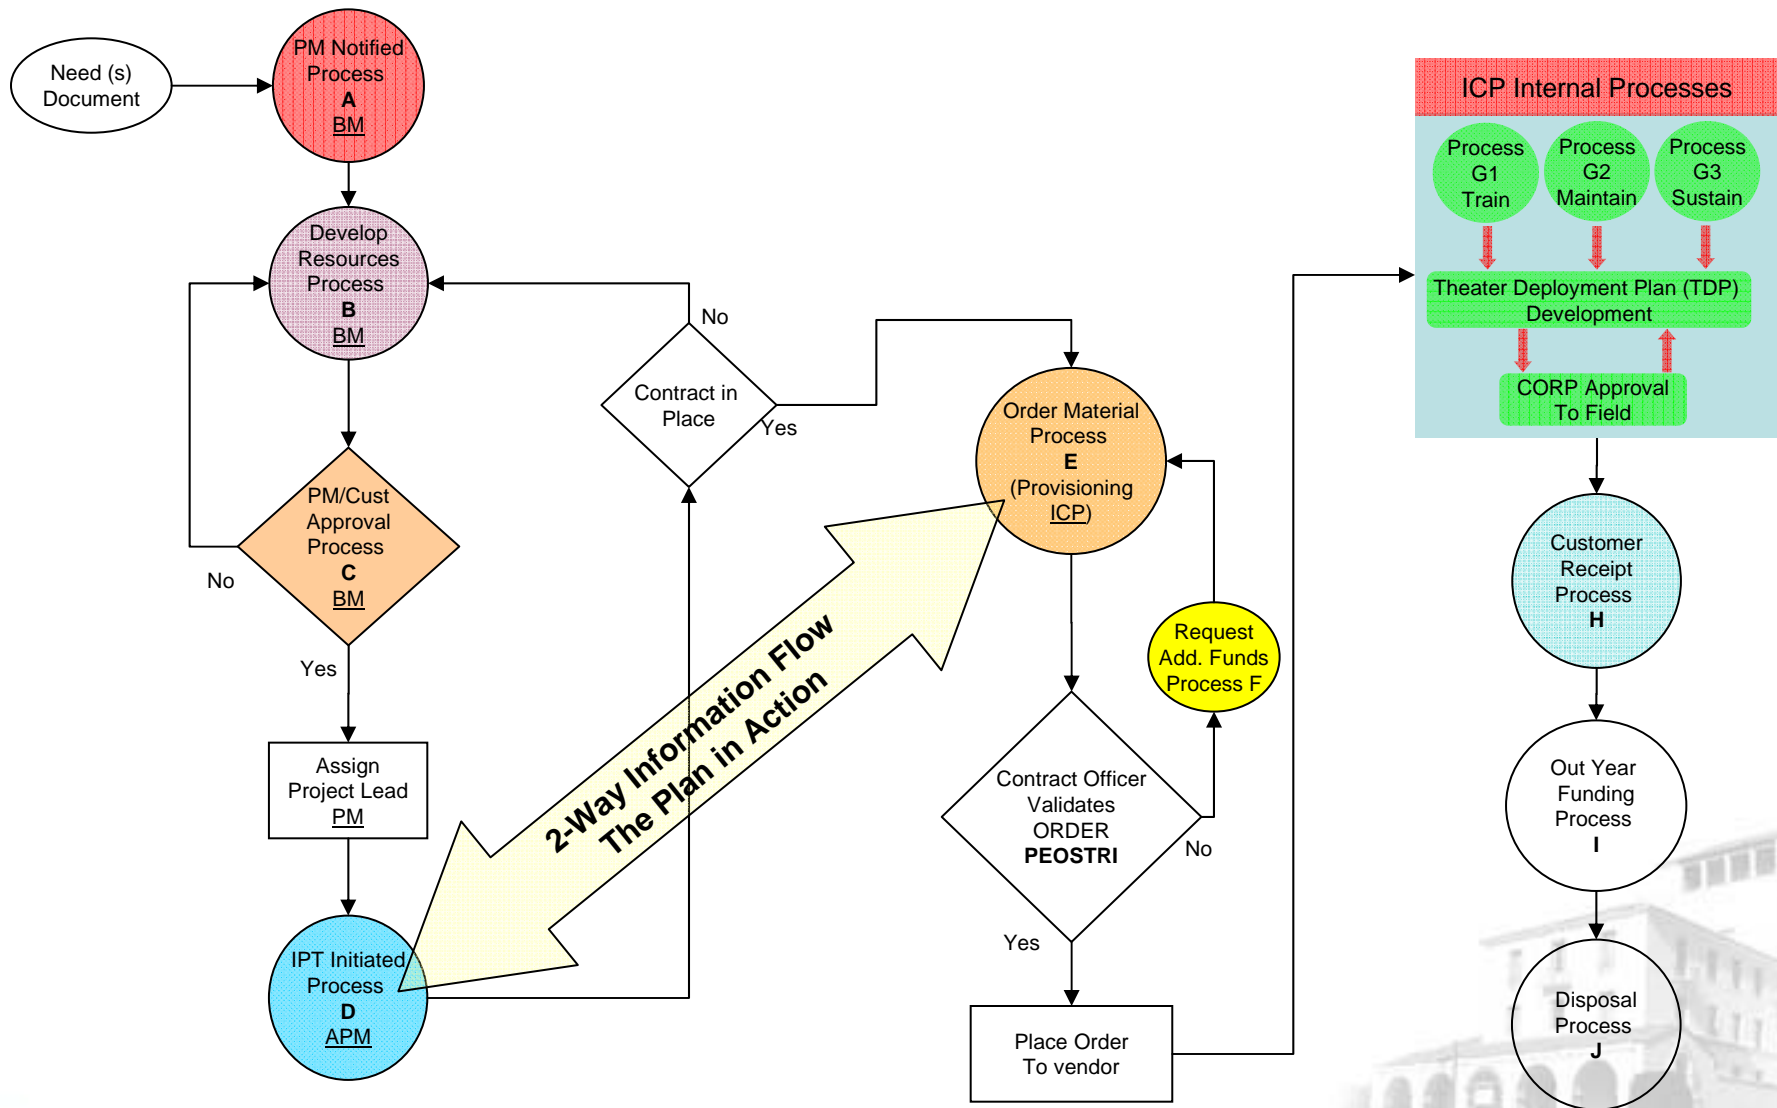 Need (s)
Document
PM Notified
Process
A
BM
Develop
Resources
Process
B
BM
PM/Cust
Approval
Process
C
BM
No
Yes
Assign
Project Lead
PM
IPT Initiated
Process
D
APM
No
Contract in
Place
Yes
2-Way Information Flow
The Plan in Action
Order Material
Process
E
(Provisioning
ICP)
Request
Add. Funds
Process F
Contract Officer
Validates
ORDER
PEOSTRI
No
Yes
Place Order
To vendor
ICP Internal Processes
Process
G1
Train
Process
G2
Maintain
Process
G3
Sustain
Theater Deployment Plan (TDP)
Development
CORP Approval
To Field
Customer
Receipt
Process
H
Out Year
Funding
Process
I
Disposal
Process
J